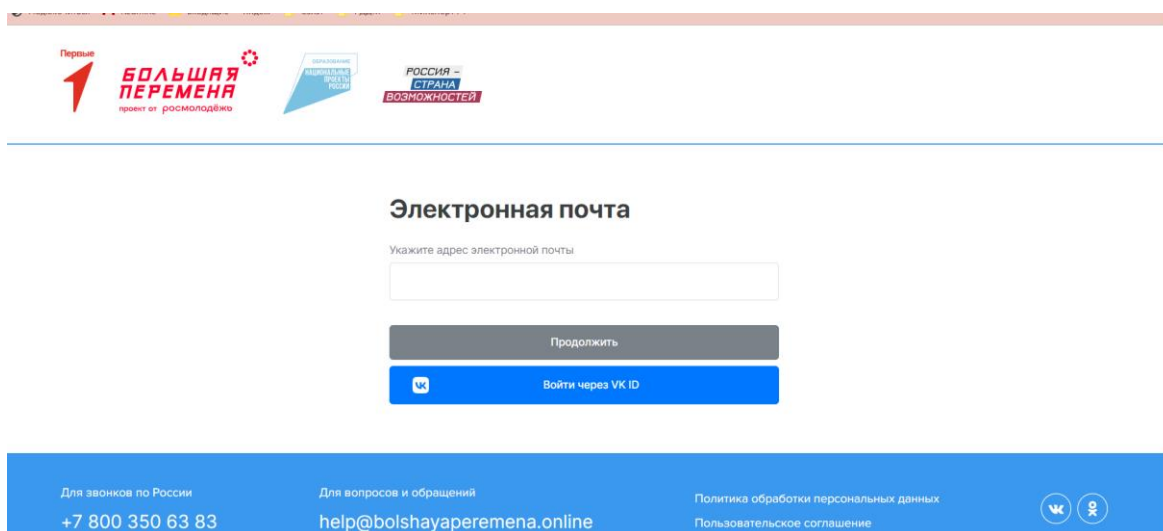 Первые
БОЛЬШАЯ
ПЕРЕМЕНА
проект от росмолодёжь
ОБРАЗОВАНИЕ
НАЦИОНАЛЬНЫЕ
ПРОЕКТЫ
РОССИИ
РОССИЯ –
СТРАНА
ВОЗМОЖНОСТЕЙ
Электронная почта
Укажите адрес электронной почты
Продолжить
Войти через VK ID
Для звонков по России
+7 800 350 63 83
Для вопросов и обращений
help@bolshayaperemena.online
Политика обработки персональных данных
Пользовательское соглашение